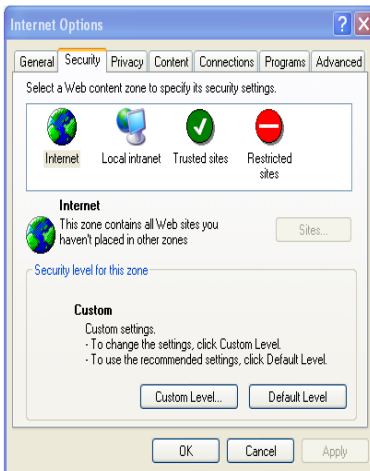 Internet Options
General Security Privacy Content Connections Programs Advanced
Select a Web content zone to specify its security settings.
Internet Local intranet Trusted sites Restricted
sites
Internet
This zone contains all Web sites you
haven't placed in other zones
Sites...
Security level for this zone
Custom
Custom settings.
- To change the settings, click Custom Level.
- To use the recommended settings, click Default Level.
Custom Level... Default Level
OK Cancel Apply